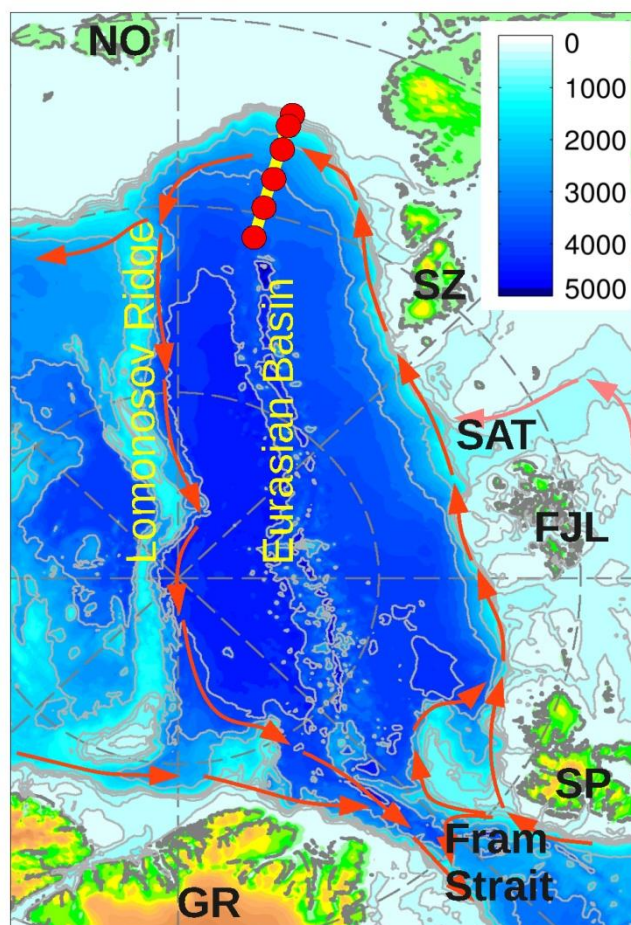 NO
0
1000
2000
3000
4000
5000
SZ
Lomonosov Ridge
Eurasian Basin
SAT
FJL
SP
Fram
Strait
GR